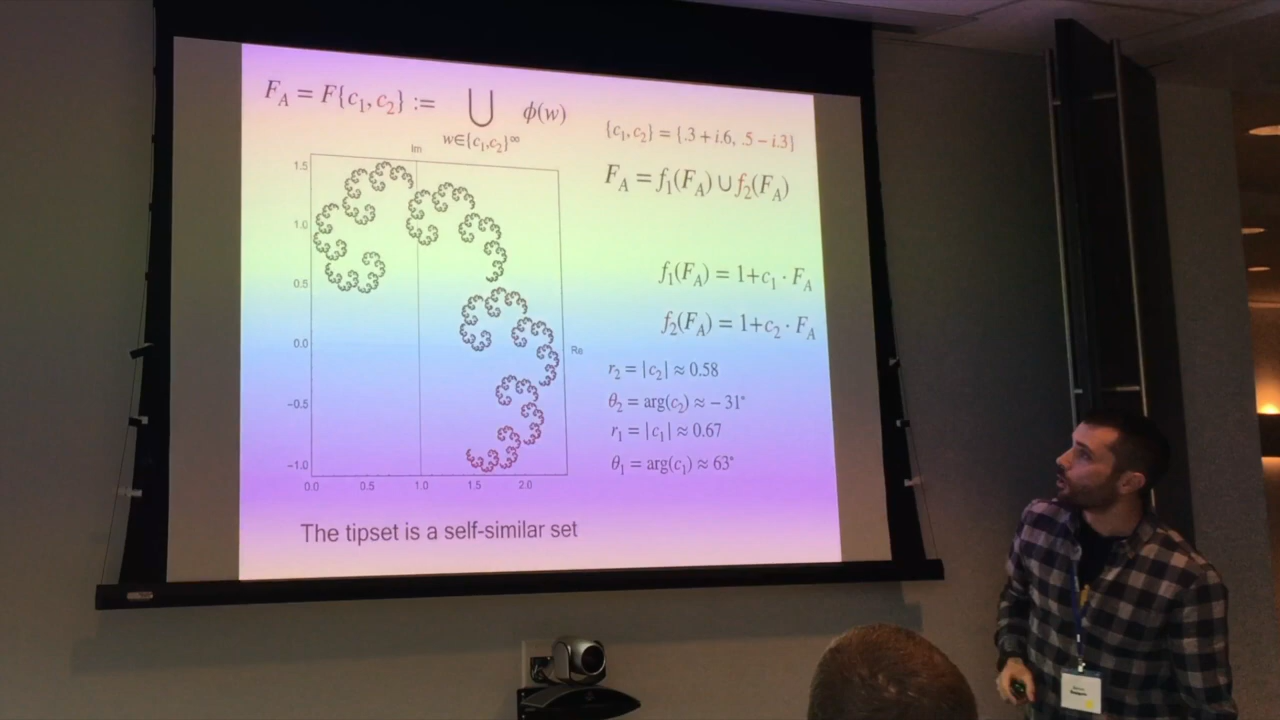 F_A = F{c_1, c_2} := ⋃ ϕ(w)
w∈{c_1,c_2}^∞
{c_1, c_2} = {.3 + i.6, .5 − i.3}
F_A = f_1(F_A) ∪ f_2(F_A)
f_1(F_A) = 1+c_1 · F_A
f_2(F_A) = 1+c_2 · F_A
r_2 = |c_2| ≈ 0.58
θ_2 = arg(c_2) ≈ − 31°
r_1 = |c_1| ≈ 0.67
θ_1 = arg(c_1) ≈ 63°
Im
1.5
1.0
0.5
0.0
−0.5
−1.0
Re
0.0 0.5 1.0 1.5 2.0
The tipset is a self-similar set